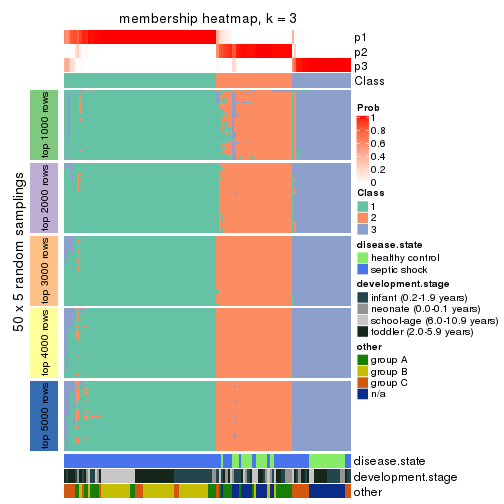 membership heatmap, k = 3
p1
p2
p3
Class
50 x 5 random samplings
top 1000 rows
top 2000 rows
top 3000 rows
top 4000 rows
top 5000 rows
Prob
1
0.8
0.6
0.4
0.2
0
Class
1
2
3
disease.state
healthy control
septic shock
development.stage
infant (0.2-1.9 years)
neonate (0.0-0.1 years)
school-age (6.0-10.9 years)
toddler (2.0-5.9 years)
other
group A
group B
group C
n/a
disease.state
development.stage
other